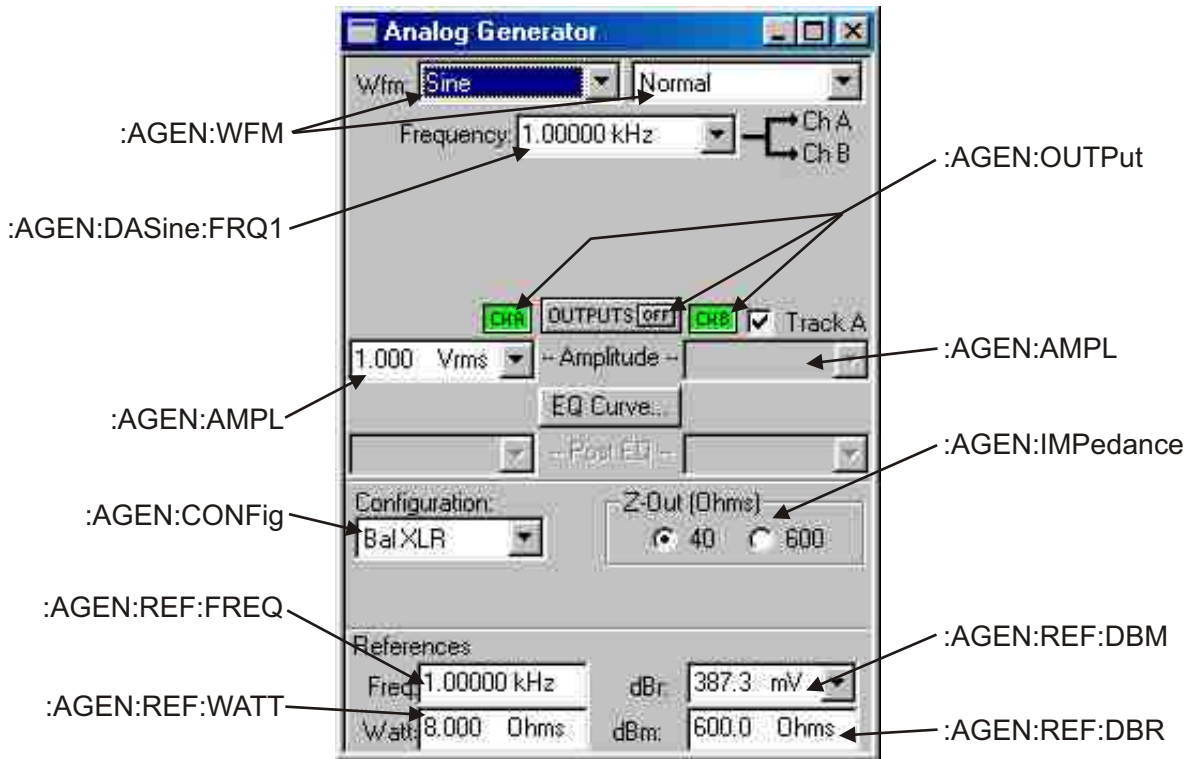 Analog Generator
Wfm: Sine Normal
:AGEN:WFM
Frequency: 1.00000 kHz
Ch A
Ch B
:AGEN:OUTPut
:AGEN:DASine:FRQ1
CHA OUTPUTS OFF CHB Track A
1.000 Vrms -- Amplitude --
:AGEN:AMPL
:AGEN:AMPL
EQ Curve...
-- Post EQ --
:AGEN:IMPedance
Configuration: Z-Out (Ohms)
:AGEN:CONFig
Bal XLR 40 600
:AGEN:REF:FREQ
References
:AGEN:REF:DBM
Freq: 1.00000 kHz dBr: 387.3 mV
:AGEN:REF:WATT
Watt: 8.000 Ohms dBm: 600.0 Ohms
:AGEN:REF:DBR